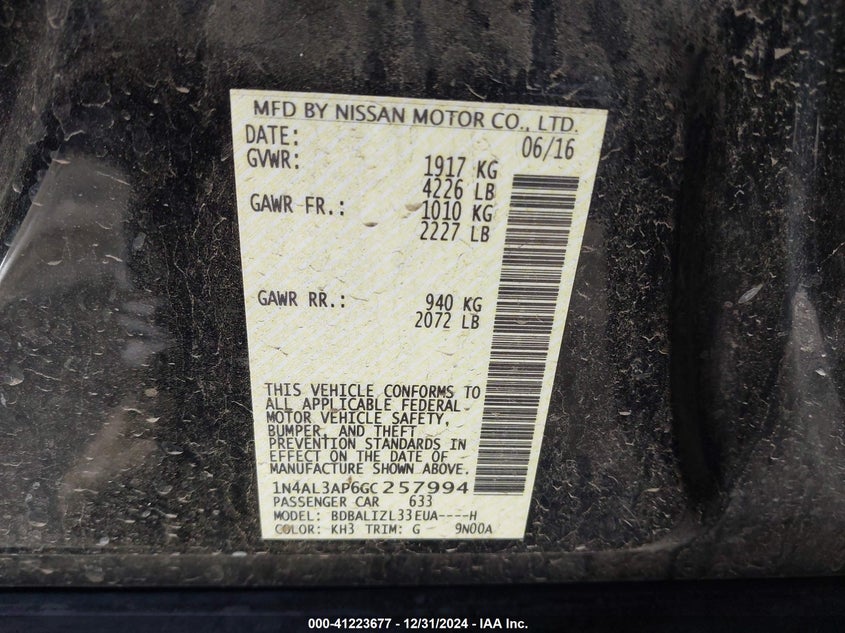 MFD BY NISSAN MOTOR CO., LTD.
DATE: 06/16
GVWR: 1917 KG
4226 LB
GAWR FR.: 1010 KG
2227 LB
GAWR RR.: 940 KG
2072 LB
THIS VEHICLE CONFORMS TO
ALL APPLICABLE FEDERAL
MOTOR VEHICLE SAFETY,
BUMPER, AND THEFT
PREVENTION STANDARDS IN
EFFECT ON THE DATE OF
MANUFACTURE SHOWN ABOVE.
1N4AL3AP6GC257994
PASSENGER CAR 633
MODEL: BDBALIZL33EUA----H
COLOR: KH3 TRIM: G 9N00A
000-41223677 - 12/31/2024 - IAA Inc.